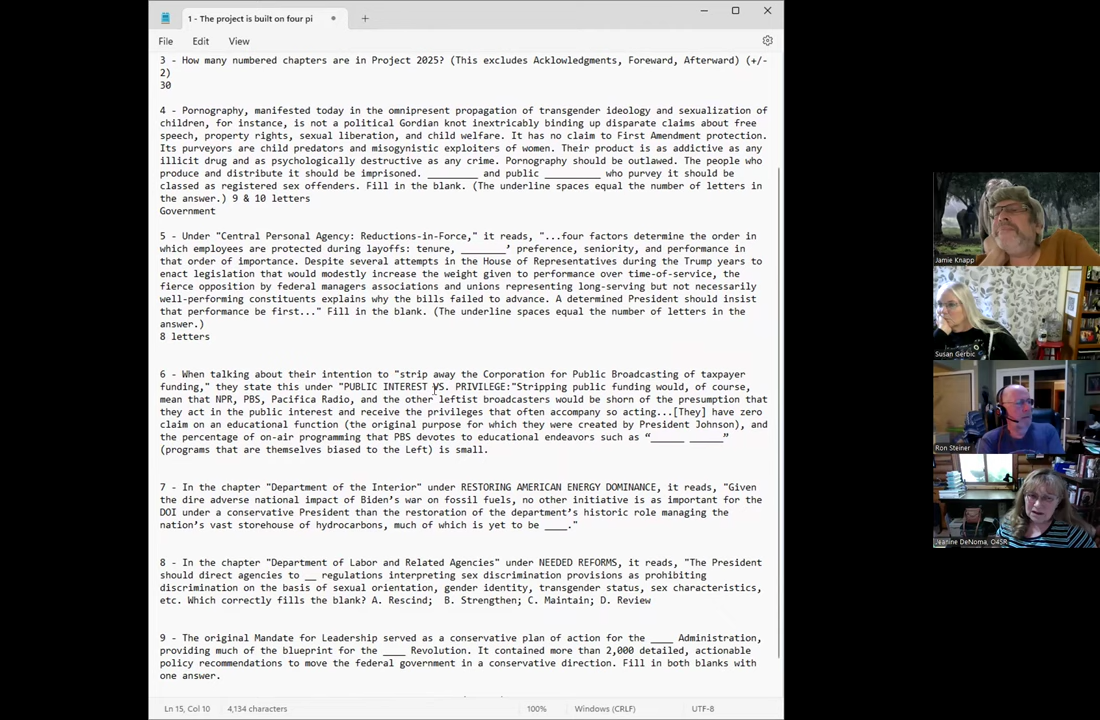 1 - The project is built on four pi
File Edit View
3 - How many numbered chapters are in Project 2025? (This excludes Acklowledgments, Foreward, Afterward) (+/-
2)
30
4 - Pornography, manifested today in the omnipresent propagation of transgender ideology and sexualization of
children, for instance, is not a political Gordian knot inextricably binding up disparate claims about free
speech, property rights, sexual liberation, and child welfare. It has no claim to First Amendment protection.
Its purveyors are child predators and misogynistic exploiters of women. Their product is as addictive as any
illicit drug and as psychologically destructive as any crime. Pornography should be outlawed. The people who
produce and distribute it should be imprisoned. _________ and public __________ who purvey it should be
classed as registered sex offenders. Fill in the blank. (The underline spaces equal the number of letters in
the answer.) 9 & 10 letters
Government
5 - Under "Central Personal Agency: Reductions-in-Force," it reads, "...four factors determine the order in
which employees are protected during layoffs: tenure, ________’ preference, seniority, and performance in
that order of importance. Despite several attempts in the House of Representatives during the Trump years to
enact legislation that would modestly increase the weight given to performance over time-of-service, the
fierce opposition by federal managers associations and unions representing long-serving but not necessarily
well-performing constituents explains why the bills failed to advance. A determined President should insist
that performance be first..." Fill in the blank. (The underline spaces equal the number of letters in the
answer.)
8 letters
6 - When talking about their intention to "strip away the Corporation for Public Broadcasting of taxpayer
funding," they state this under "PUBLIC INTEREST VS. PRIVILEGE:"Stripping public funding would, of course,
mean that NPR, PBS, Pacifica Radio, and the other leftist broadcasters would be shorn of the presumption that
they act in the public interest and receive the privileges that often accompany so acting...[They] have zero
claim on an educational function (the original purpose for which they were created by President Johnson), and
the percentage of on-air programming that PBS devotes to educational endeavors such as “______ ______”
(programs that are themselves biased to the Left) is small.
7 - In the chapter "Department of the Interior" under RESTORING AMERICAN ENERGY DOMINANCE, it reads, "Given
the dire adverse national impact of Biden’s war on fossil fuels, no other initiative is as important for the
DOI under a conservative President than the restoration of the department’s historic role managing the
nation’s vast storehouse of hydrocarbons, much of which is yet to be ____."
8 - In the chapter "Department of Labor and Related Agencies" under NEEDED REFORMS, it reads, "The President
should direct agencies to __ regulations interpreting sex discrimination provisions as prohibiting
discrimination on the basis of sexual orientation, gender identity, transgender status, sex characteristics,
etc. Which correctly fills the blank? A. Rescind; B. Strengthen; C. Maintain; D. Review
9 - The original Mandate for Leadership served as a conservative plan of action for the ____ Administration,
providing much of the blueprint for the ____ Revolution. It contained more than 2,000 detailed, actionable
policy recommendations to move the federal government in a conservative direction. Fill in both blanks with
one answer.
Ln 15, Col 10 4,134 characters 100% Windows (CRLF) UTF-8
Jamie Knapp
Susan Gerbic
Ron Steiner
Jeanine DeNoma, O4SR